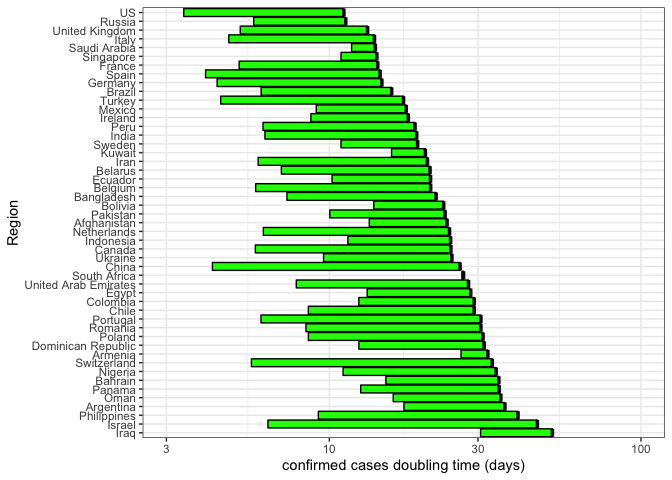 US
Russia
United Kingdom
Italy
Saudi Arabia
Singapore
France
Spain
Germany
Brazil
Turkey
Mexico
Ireland
Peru
India
Sweden
Kuwait
Iran
Belarus
Ecuador
Belgium
Bangladesh
Bolivia
Pakistan
Afghanistan
Netherlands
Indonesia
Canada
Ukraine
China
South Africa
United Arab Emirates
Egypt
Colombia
Chile
Portugal
Romania
Poland
Dominican Republic
Armenia
Switzerland
Nigeria
Bahrain
Panama
Oman
Argentina
Philippines
Israel
Iraq
Region
3 10 30 100
confirmed cases doubling time (days)